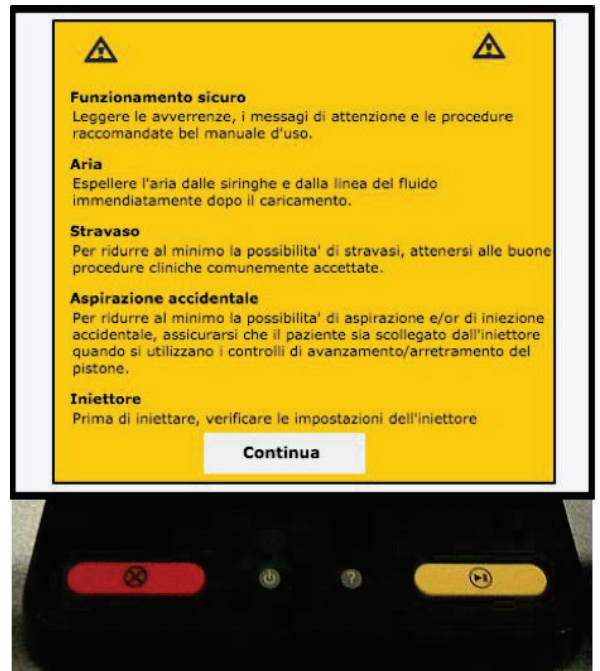 Funzionamento sicuro
Leggere le avverrenze, i messagi di attenzione e le procedure
raccomandate bel manuale d'uso.
Aria
Espellere l'aria dalle siringhe e dalla linea del fluido
immendiatamente dopo il caricamento.
Stravaso
Per ridurre al minimo la possibilita' di stravasi, attenersi alle buone
procedure cliniche comunemente accettate.
Aspirazione accidentale
Per ridurre al minimo la possibilita' di aspirazione e/or di iniezione
accidentale, assicurarsi che il paziente sia scollegato dall'iniettore
quando si utilizzano i controlli di avanzamento/arretramento del
pistone.
Iniettore
Prima di iniettare, verificare le impostazioni dell'iniettore
Continua
?